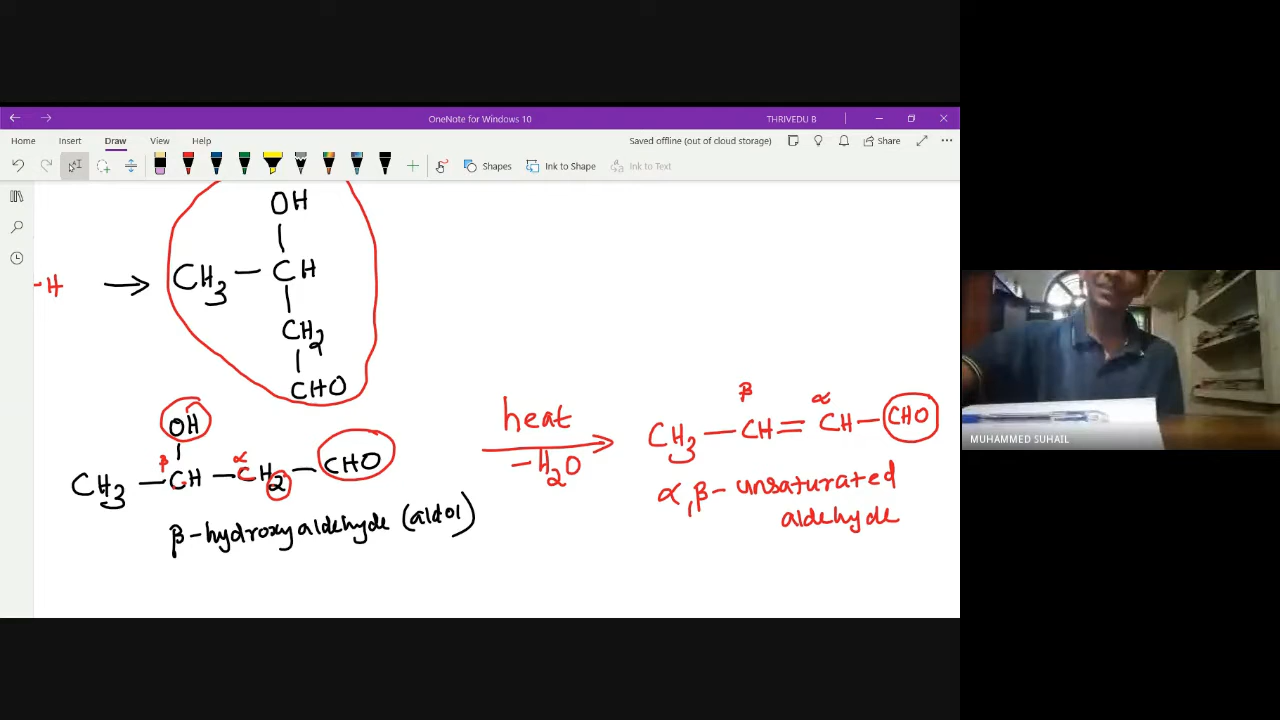 OneNote for Windows 10
THRIVEDU B
Home Insert Draw View Help
Saved offline (out of cloud storage)
Share
Shapes
Ink to Shape
Ink to Text
OH
-H → CH3 - CH
CH2
CHO
OH
CH3 - CH - CH2 - CHO
β α
β-hydroxy aldehyde (aldol)
heat
-H2O
β α
CH3 - CH = CH - CHO
α,β- unsaturated
aldehyde
MUHAMMED SUHAIL